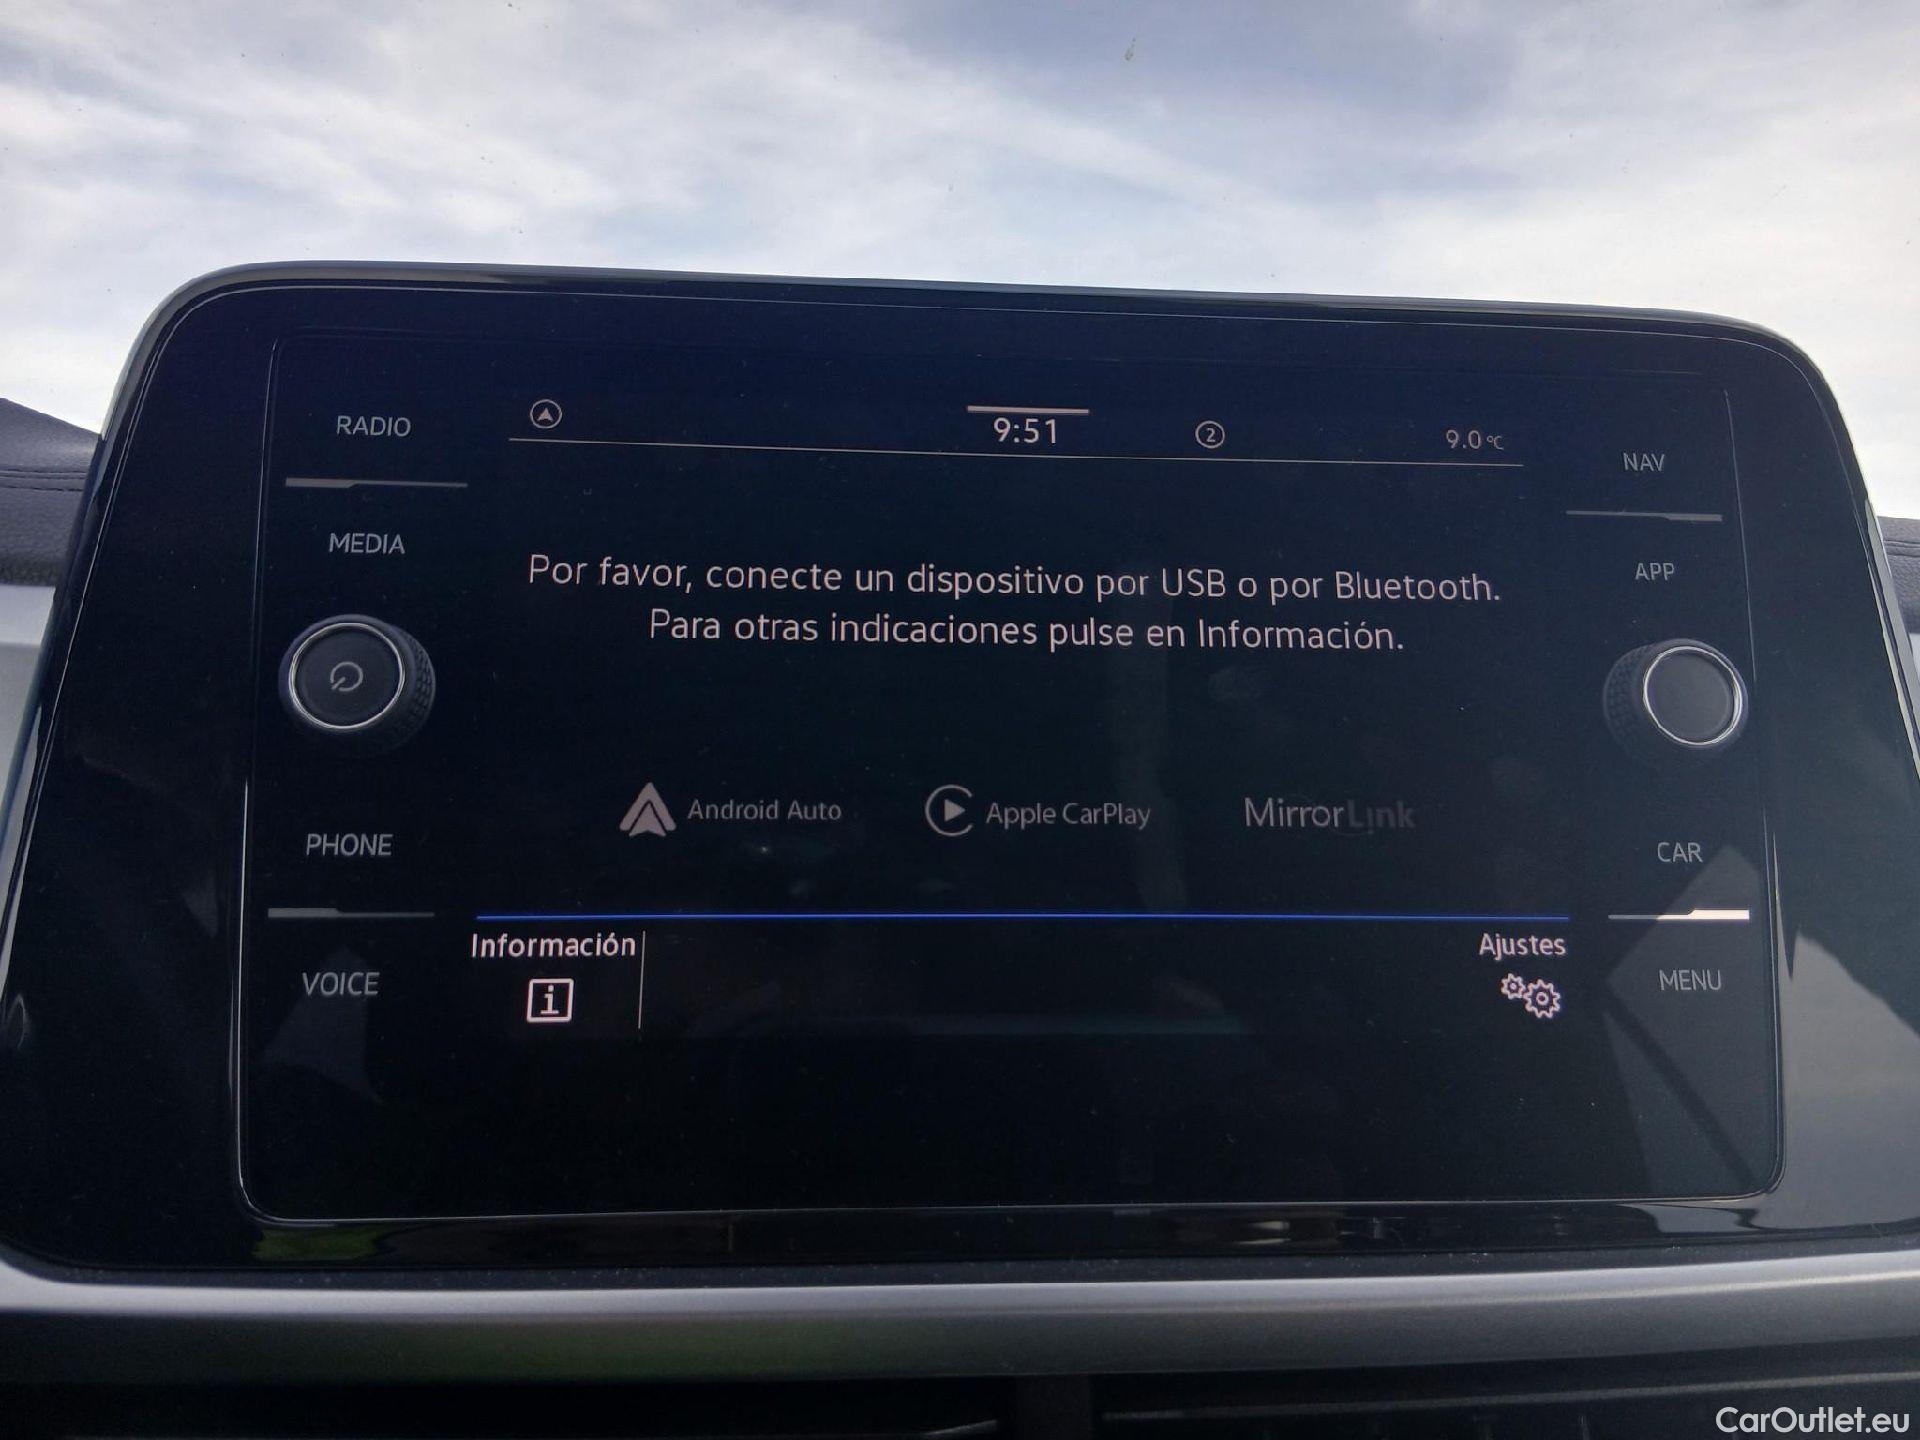 RADIO
9:51
2
9.0 °C
NAV
MEDIA
APP
Por favor, conecte un dispositivo por USB o por Bluetooth.
Para otras indicaciones pulse en Información.
Android Auto
Apple CarPlay
MirrorLink
PHONE
CAR
Información
Ajustes
VOICE
i
MENU
CarOutlet.eu